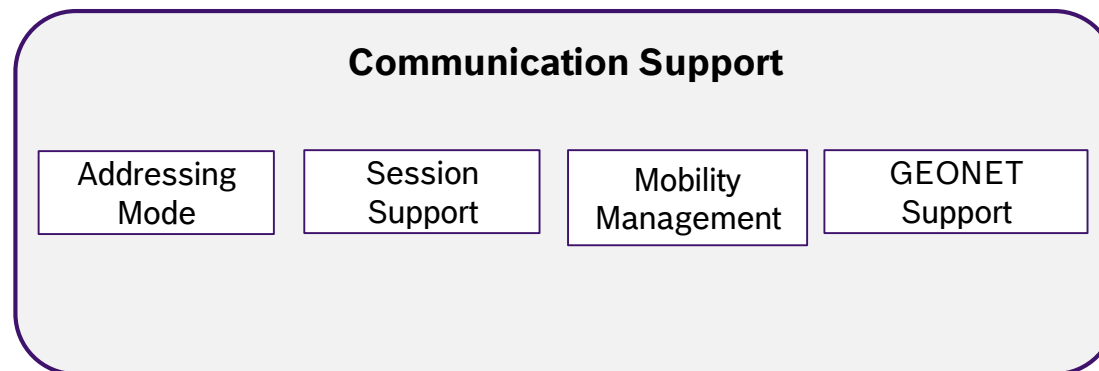 Communication Support
Addressing
Mode
Session
Support
Mobility
Management
GEONET
Support